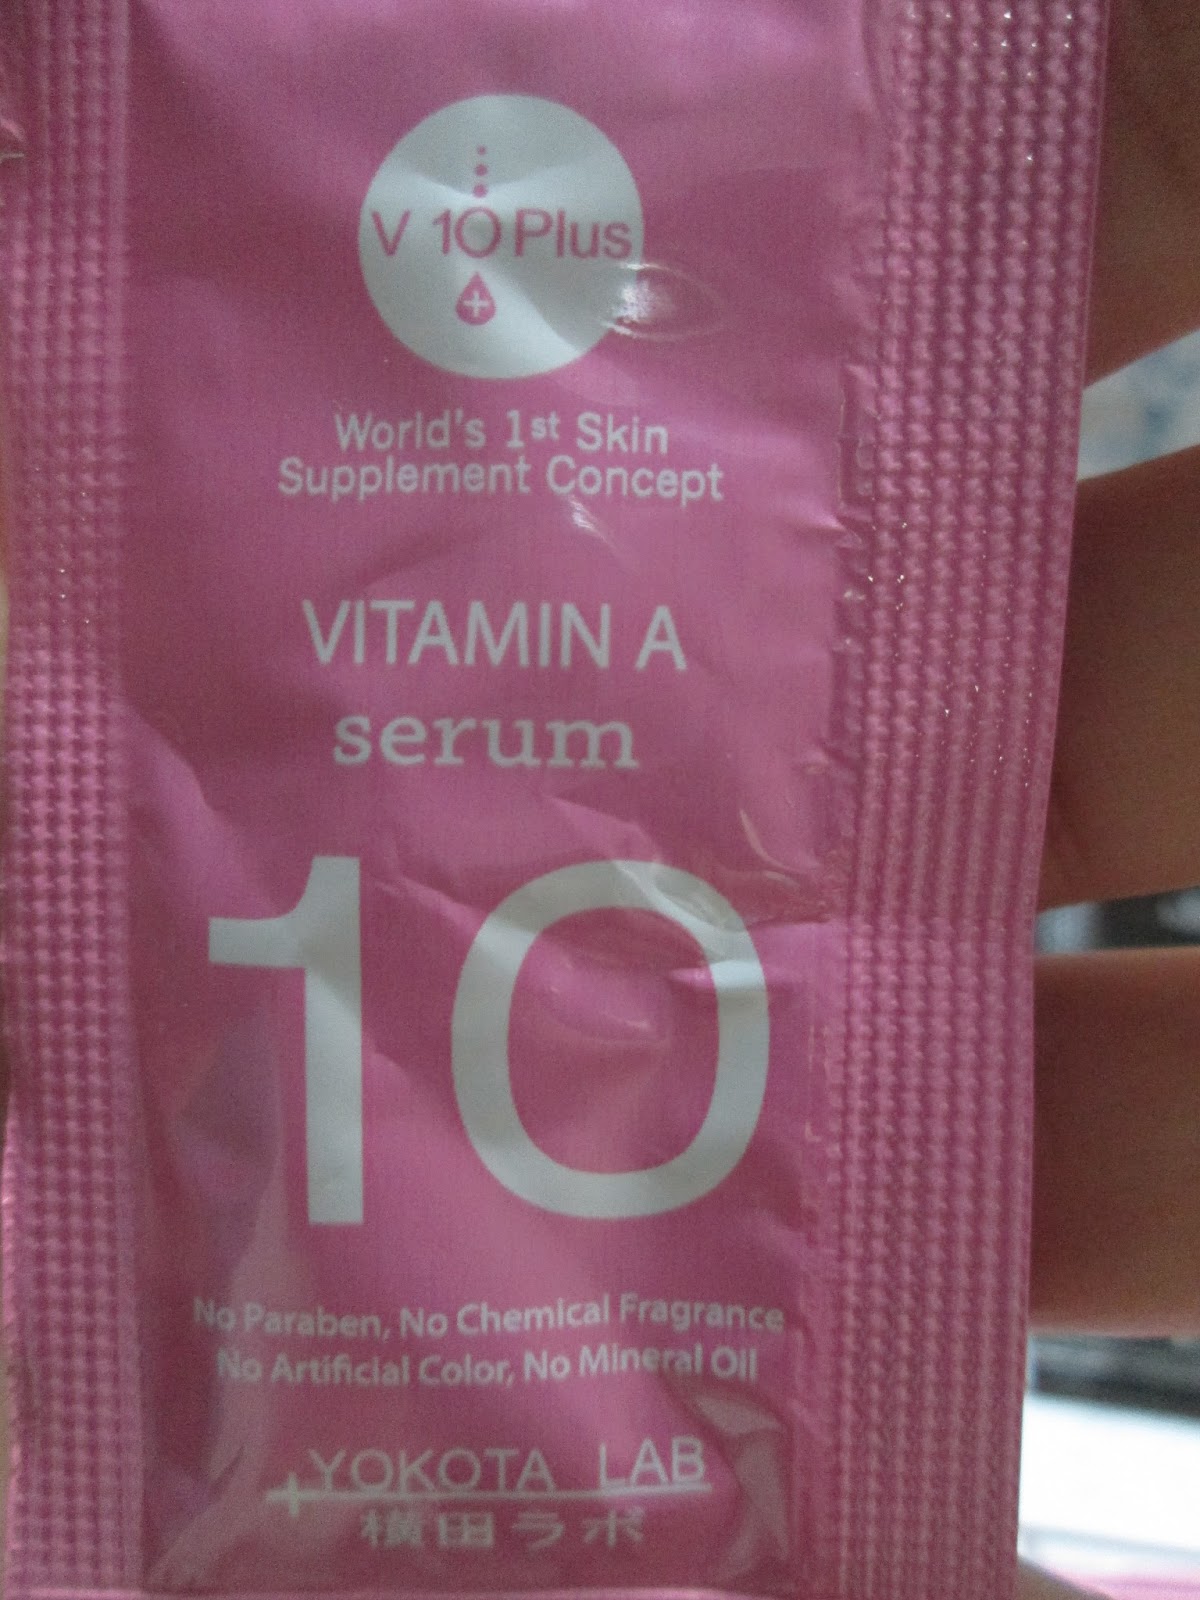 V 10 Plus
World's 1st Skin
Supplement Concept
VITAMIN A
serum
10
No Paraben, No Chemical Fragrance
No Artificial Color, No Mineral Oil
YOKOTA LAB
横田ラボ